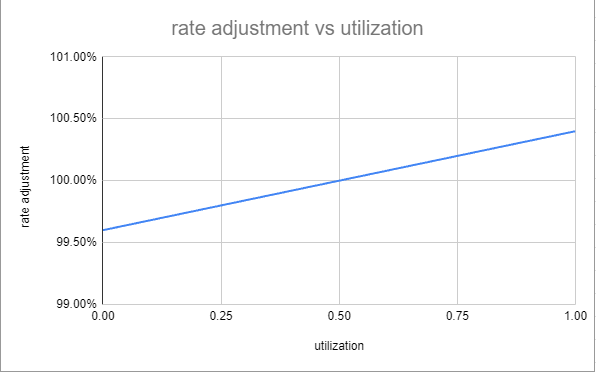 rate adjustment vs utilization
101.00%
100.50%
100.00%
99.50%
99.00%
rate adjustment
0.00 0.25 0.50 0.75 1.00
utilization